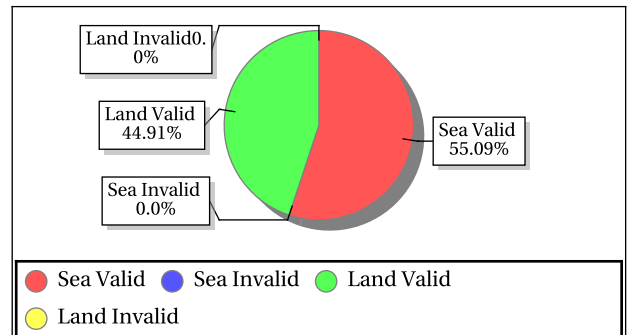 Land Invalid0.
0%
Land Valid
44.91%
Sea Valid
55.09%
Sea Invalid
0.0%
Sea Valid Sea Invalid Land Valid
Land Invalid